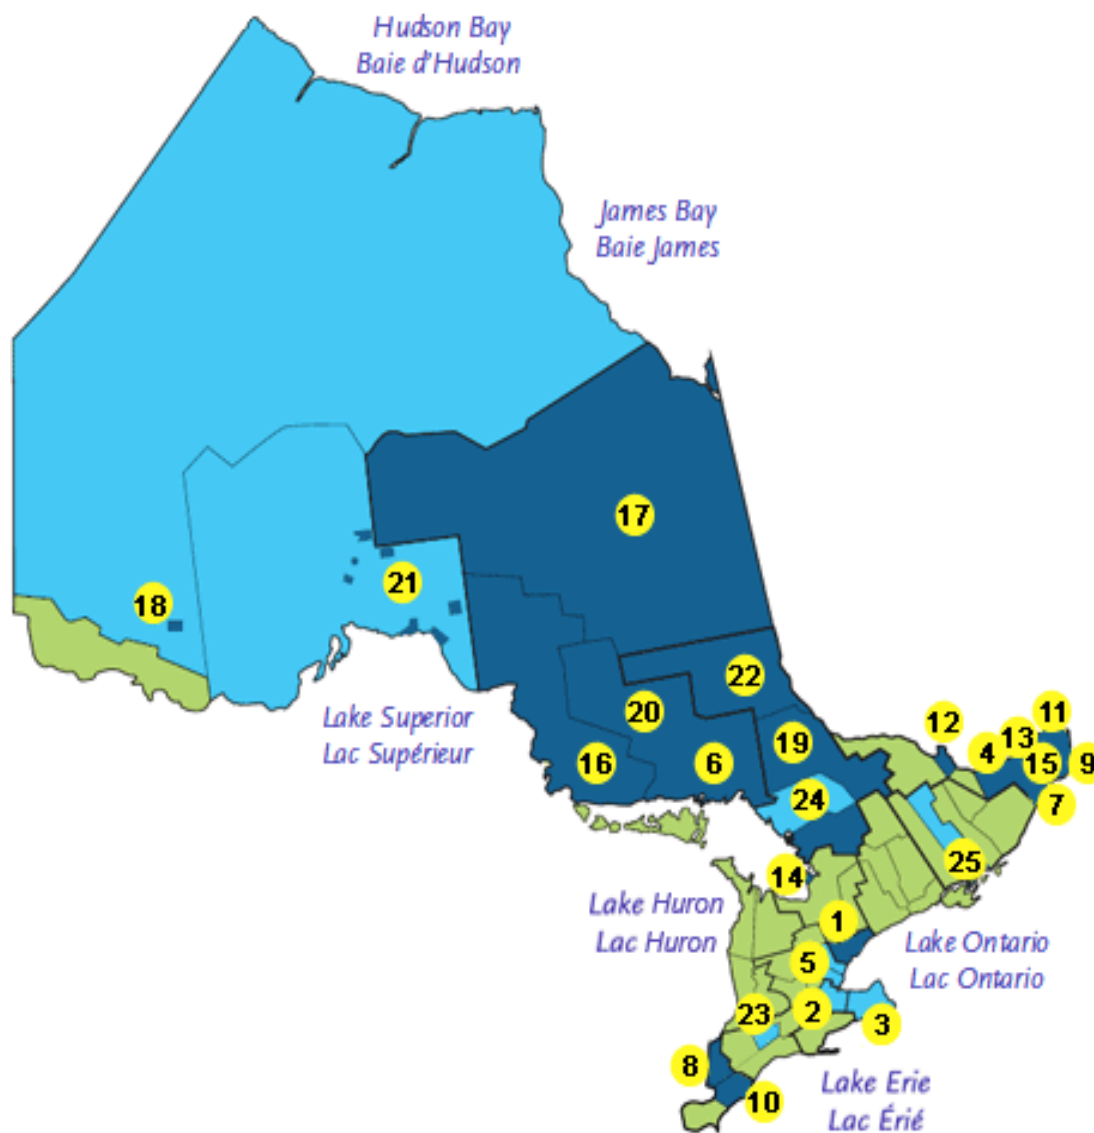 Hudson Bay
Baie d'Hudson
James Bay
Baie James
17
18
21
22
Lake Superior
Lac Supérieur
20
19
12
11
13
4
15
9
16
6
24
7
14
25
Lake Huron
Lac Huron
1
Lake Ontario
Lac Ontario
5
23
2
3
8
10
Lake Erie
Lac Érié